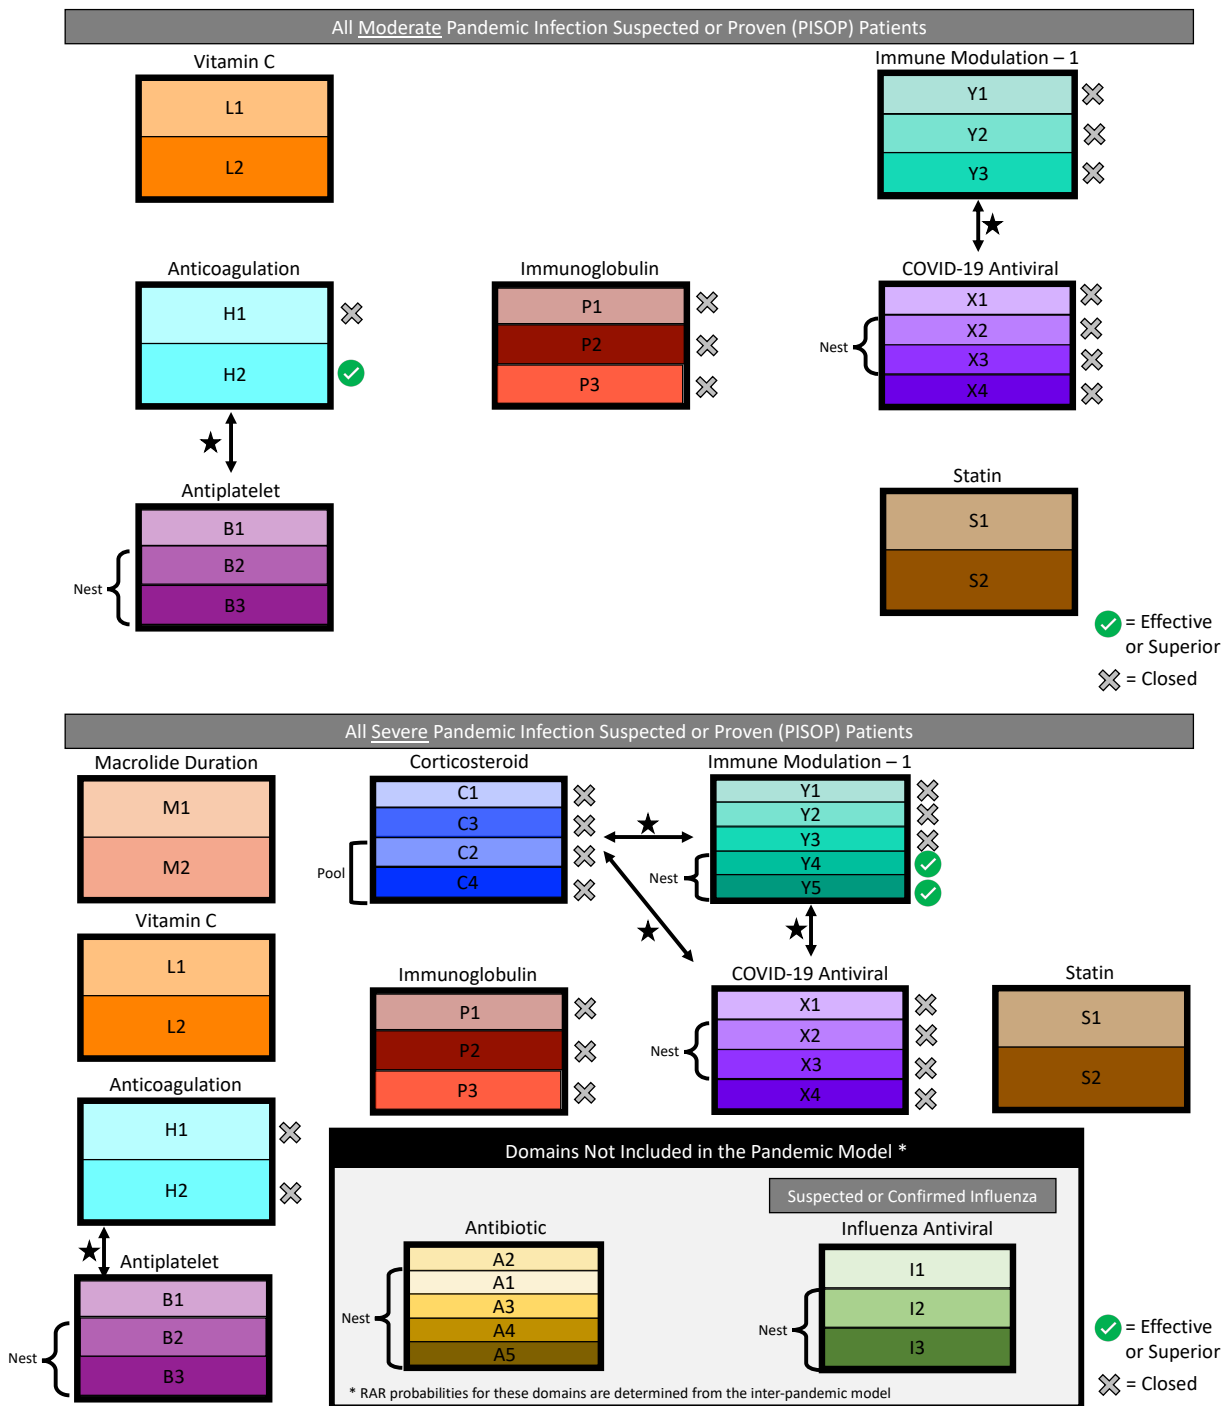 All Moderate Pandemic Infection Suspected or Proven (PISOP) Patients
Vitamin C
L1
L2
Immune Modulation – 1
Y1
Y2
Y3
Anticoagulation
H1
H2
Immunoglobulin
P1
P2
P3
COVID-19 Antiviral
X1
X2
X3
X4
Nest
Antiplatelet
B1
B2
B3
Nest
Statin
S1
S2
= Effective
or Superior
= Closed
All Severe Pandemic Infection Suspected or Proven (PISOP) Patients
Macrolide Duration
M1
M2
Corticosteroid
C1
C3
C2
C4
Pool
Immune Modulation – 1
Y1
Y2
Y3
Y4
Y5
Nest
Vitamin C
L1
L2
Immunoglobulin
P1
P2
P3
COVID-19 Antiviral
X1
X2
X3
X4
Nest
Statin
S1
S2
Anticoagulation
H1
H2
Antiplatelet
B1
B2
B3
Nest
Domains Not Included in the Pandemic Model *
Suspected or Confirmed Influenza
Antibiotic
A2
A1
A3
A4
A5
Nest
Influenza Antiviral
I1
I2
I3
Nest
* RAR probabilities for these domains are determined from the inter-pandemic model
= Effective
or Superior
= Closed